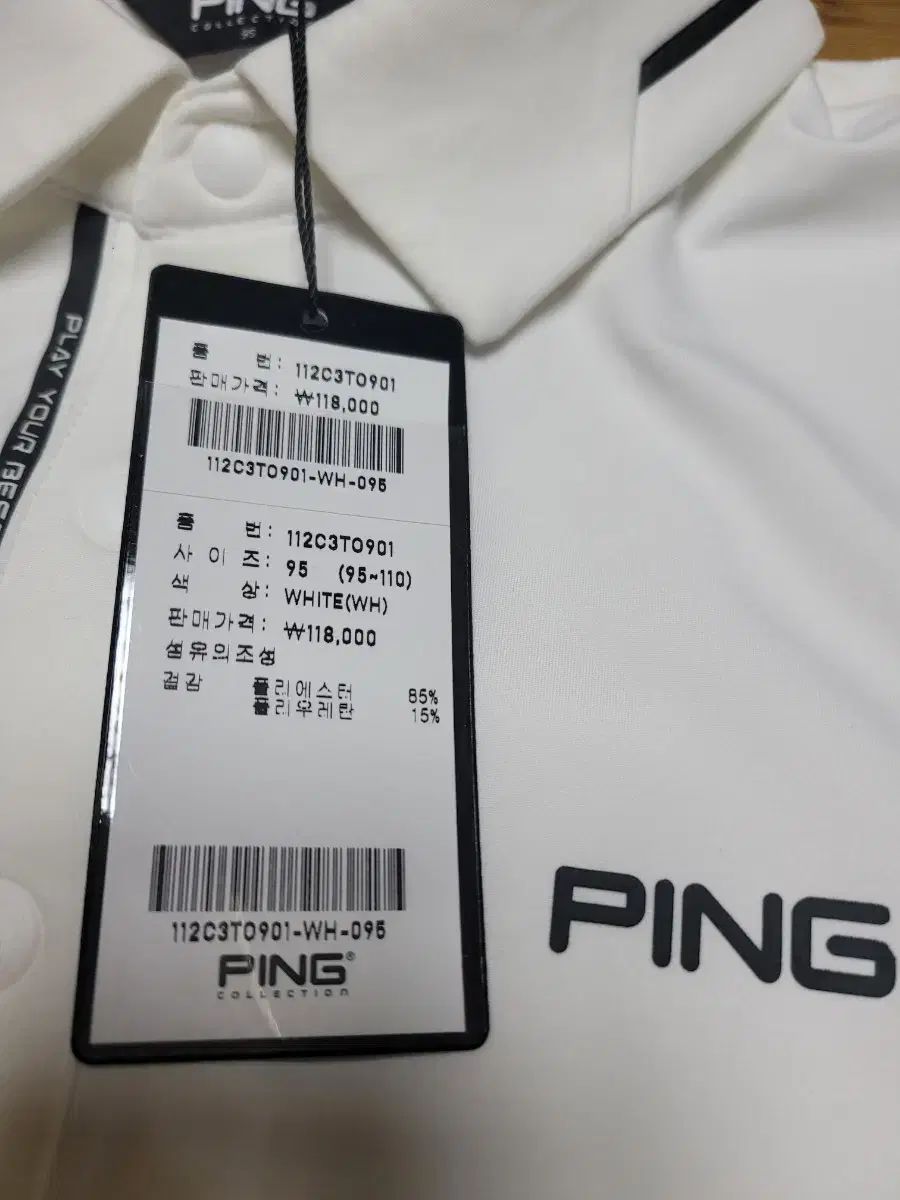 PING
COLLECTION
95
PLAY YOUR BEST
품 번: 112C3TO901
판매가격: ₩118,000
112C3TO901-WH-095
품 번: 112C3TO901
사 이 즈: 95 (95~110)
색 상: WHITE(WH)
판매가격: ₩118,000
섬유의조성
겉감 폴리에스터 85%
폴리우레탄 15%
112C3TO901-WH-095
PING®
COLLECTION
PING